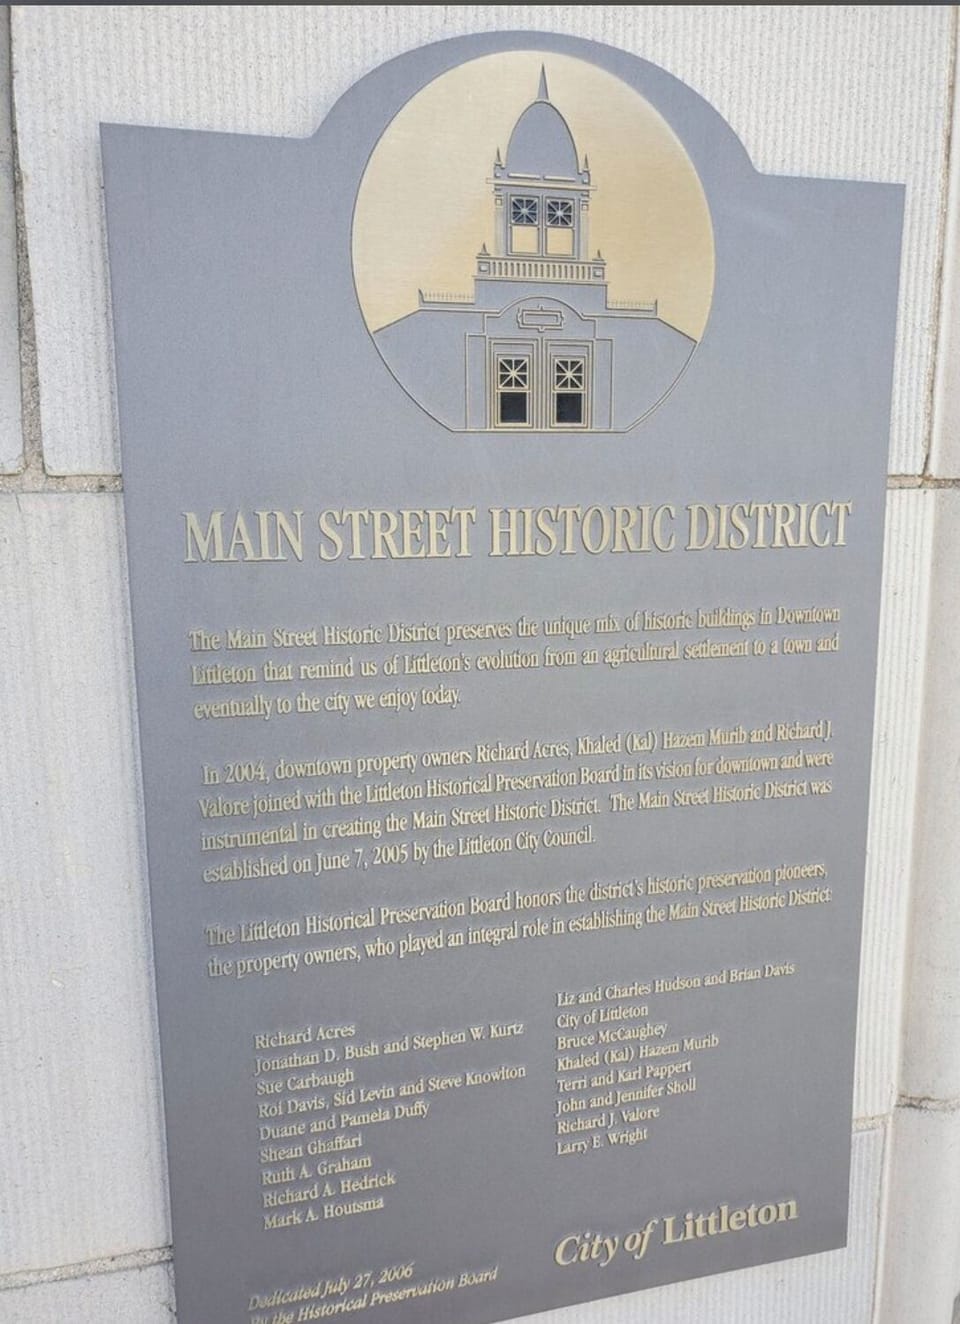 MAIN STREET HISTORIC DISTRICT
The Main Street Historic District preserves the unique mix of historic buildings in Downtown
Littleton that remind us of Littleton's evolution from an agricultural settlement to a town and
eventually to the city we enjoy today.
In 2004, downtown property owners Richard Acres, Khaled (Kal) Hazem Murib and Richard J.
Valore joined with the Littleton Historical Preservation Board in its vision for downtown and were
instrumental in creating the Main Street Historic District. The Main Street Historic District was
established on June 7, 2005 by the Littleton City Council.
The Littleton Historical Preservation Board honors the district's historic preservation pioneers,
the property owners, who played an integral role in establishing the Main Street Historic District:
Richard Acres
Jonathan D. Bush and Stephen W. Kurtz
Sue Carbaugh
Roi Davis, Sid Levin and Steve Knowlton
Duane and Pamela Duffy
Shean Ghaffari
Ruth A. Graham
Richard A. Hedrick
Mark A. Houtsma
Liz and Charles Hudson and Brian Davis
City of Littleton
Bruce McCaughey
Khaled (Kal) Hazem Murib
Terri and Karl Pappert
John and Jennifer Sholl
Richard J. Valore
Larry E. Wright
City of Littleton
Dedicated July 27, 2006
By the Historical Preservation Board